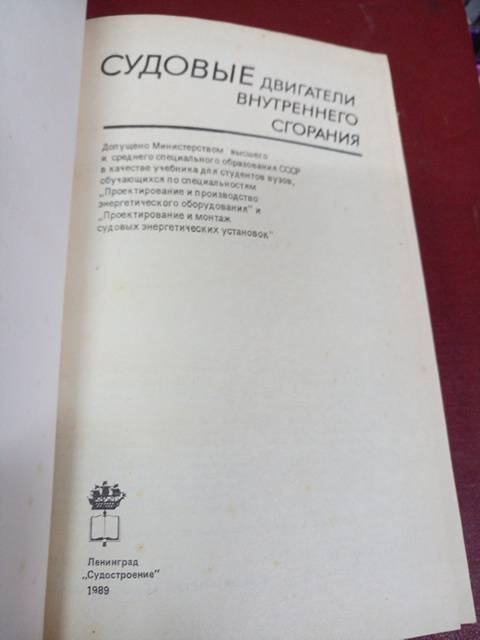 СУДОВЫЕ ДВИГАТЕЛИ
ВНУТРЕННЕГО
СГОРАНИЯ
Допущено Министерством высшего
и среднего специального образования СССР
в качестве учебника для студентов вузов,
обучающихся по специальностям
„Проектирование и производство
энергетического оборудования" и
„Проектирование и монтаж
судовых энергетических установок"
Ленинград
„Судостроение"
1989